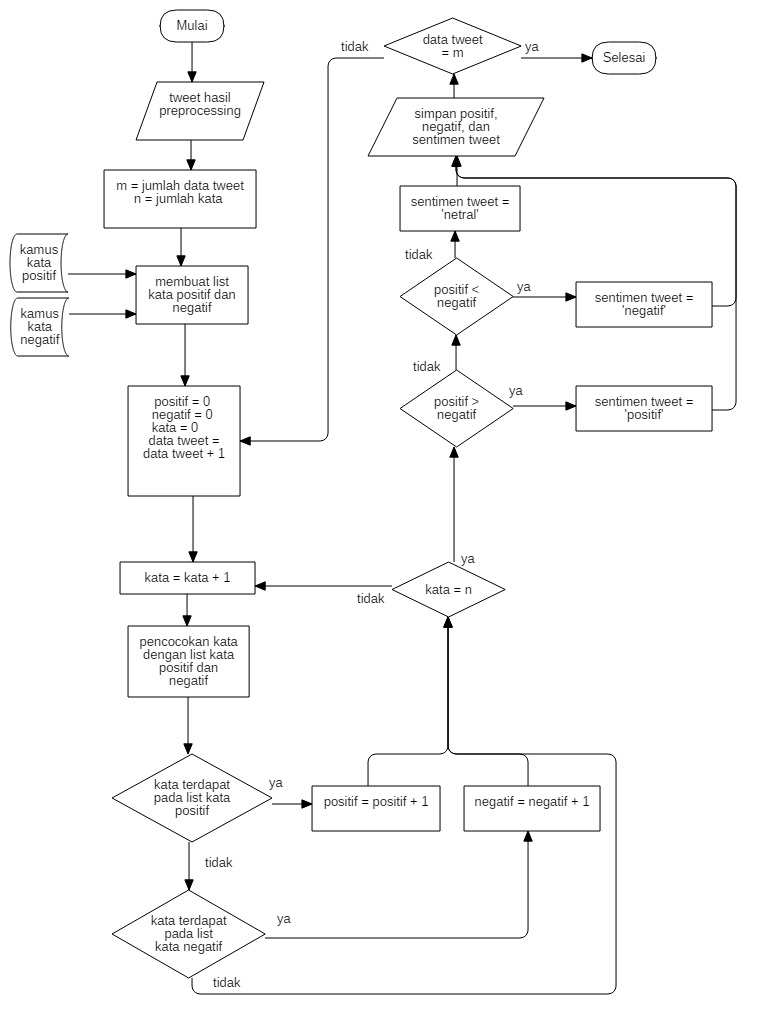 Mulai
tweet hasil
preprocessing
m = jumlah data tweet
n = jumlah kata
kamus
kata
positif
kamus
kata
negatif
membuat list
kata positif dan
negatif
positif = 0
negatif = 0
kata = 0
data tweet =
data tweet + 1
kata = kata + 1
pencocokan kata
dengan list kata
positif dan
negatif
kata terdapat
pada list kata
positif
ya
positif = positif + 1
negatif = negatif + 1
tidak
kata terdapat
pada list
kata negatif
ya
tidak
kata = n
tidak
ya
positif >
negatif
ya
sentimen tweet =
'positif'
tidak
positif <
negatif
ya
sentimen tweet =
'negatif'
tidak
sentimen tweet =
'netral'
simpan positif,
negatif, dan
sentimen tweet
data tweet
= m
tidak
ya
Selesai